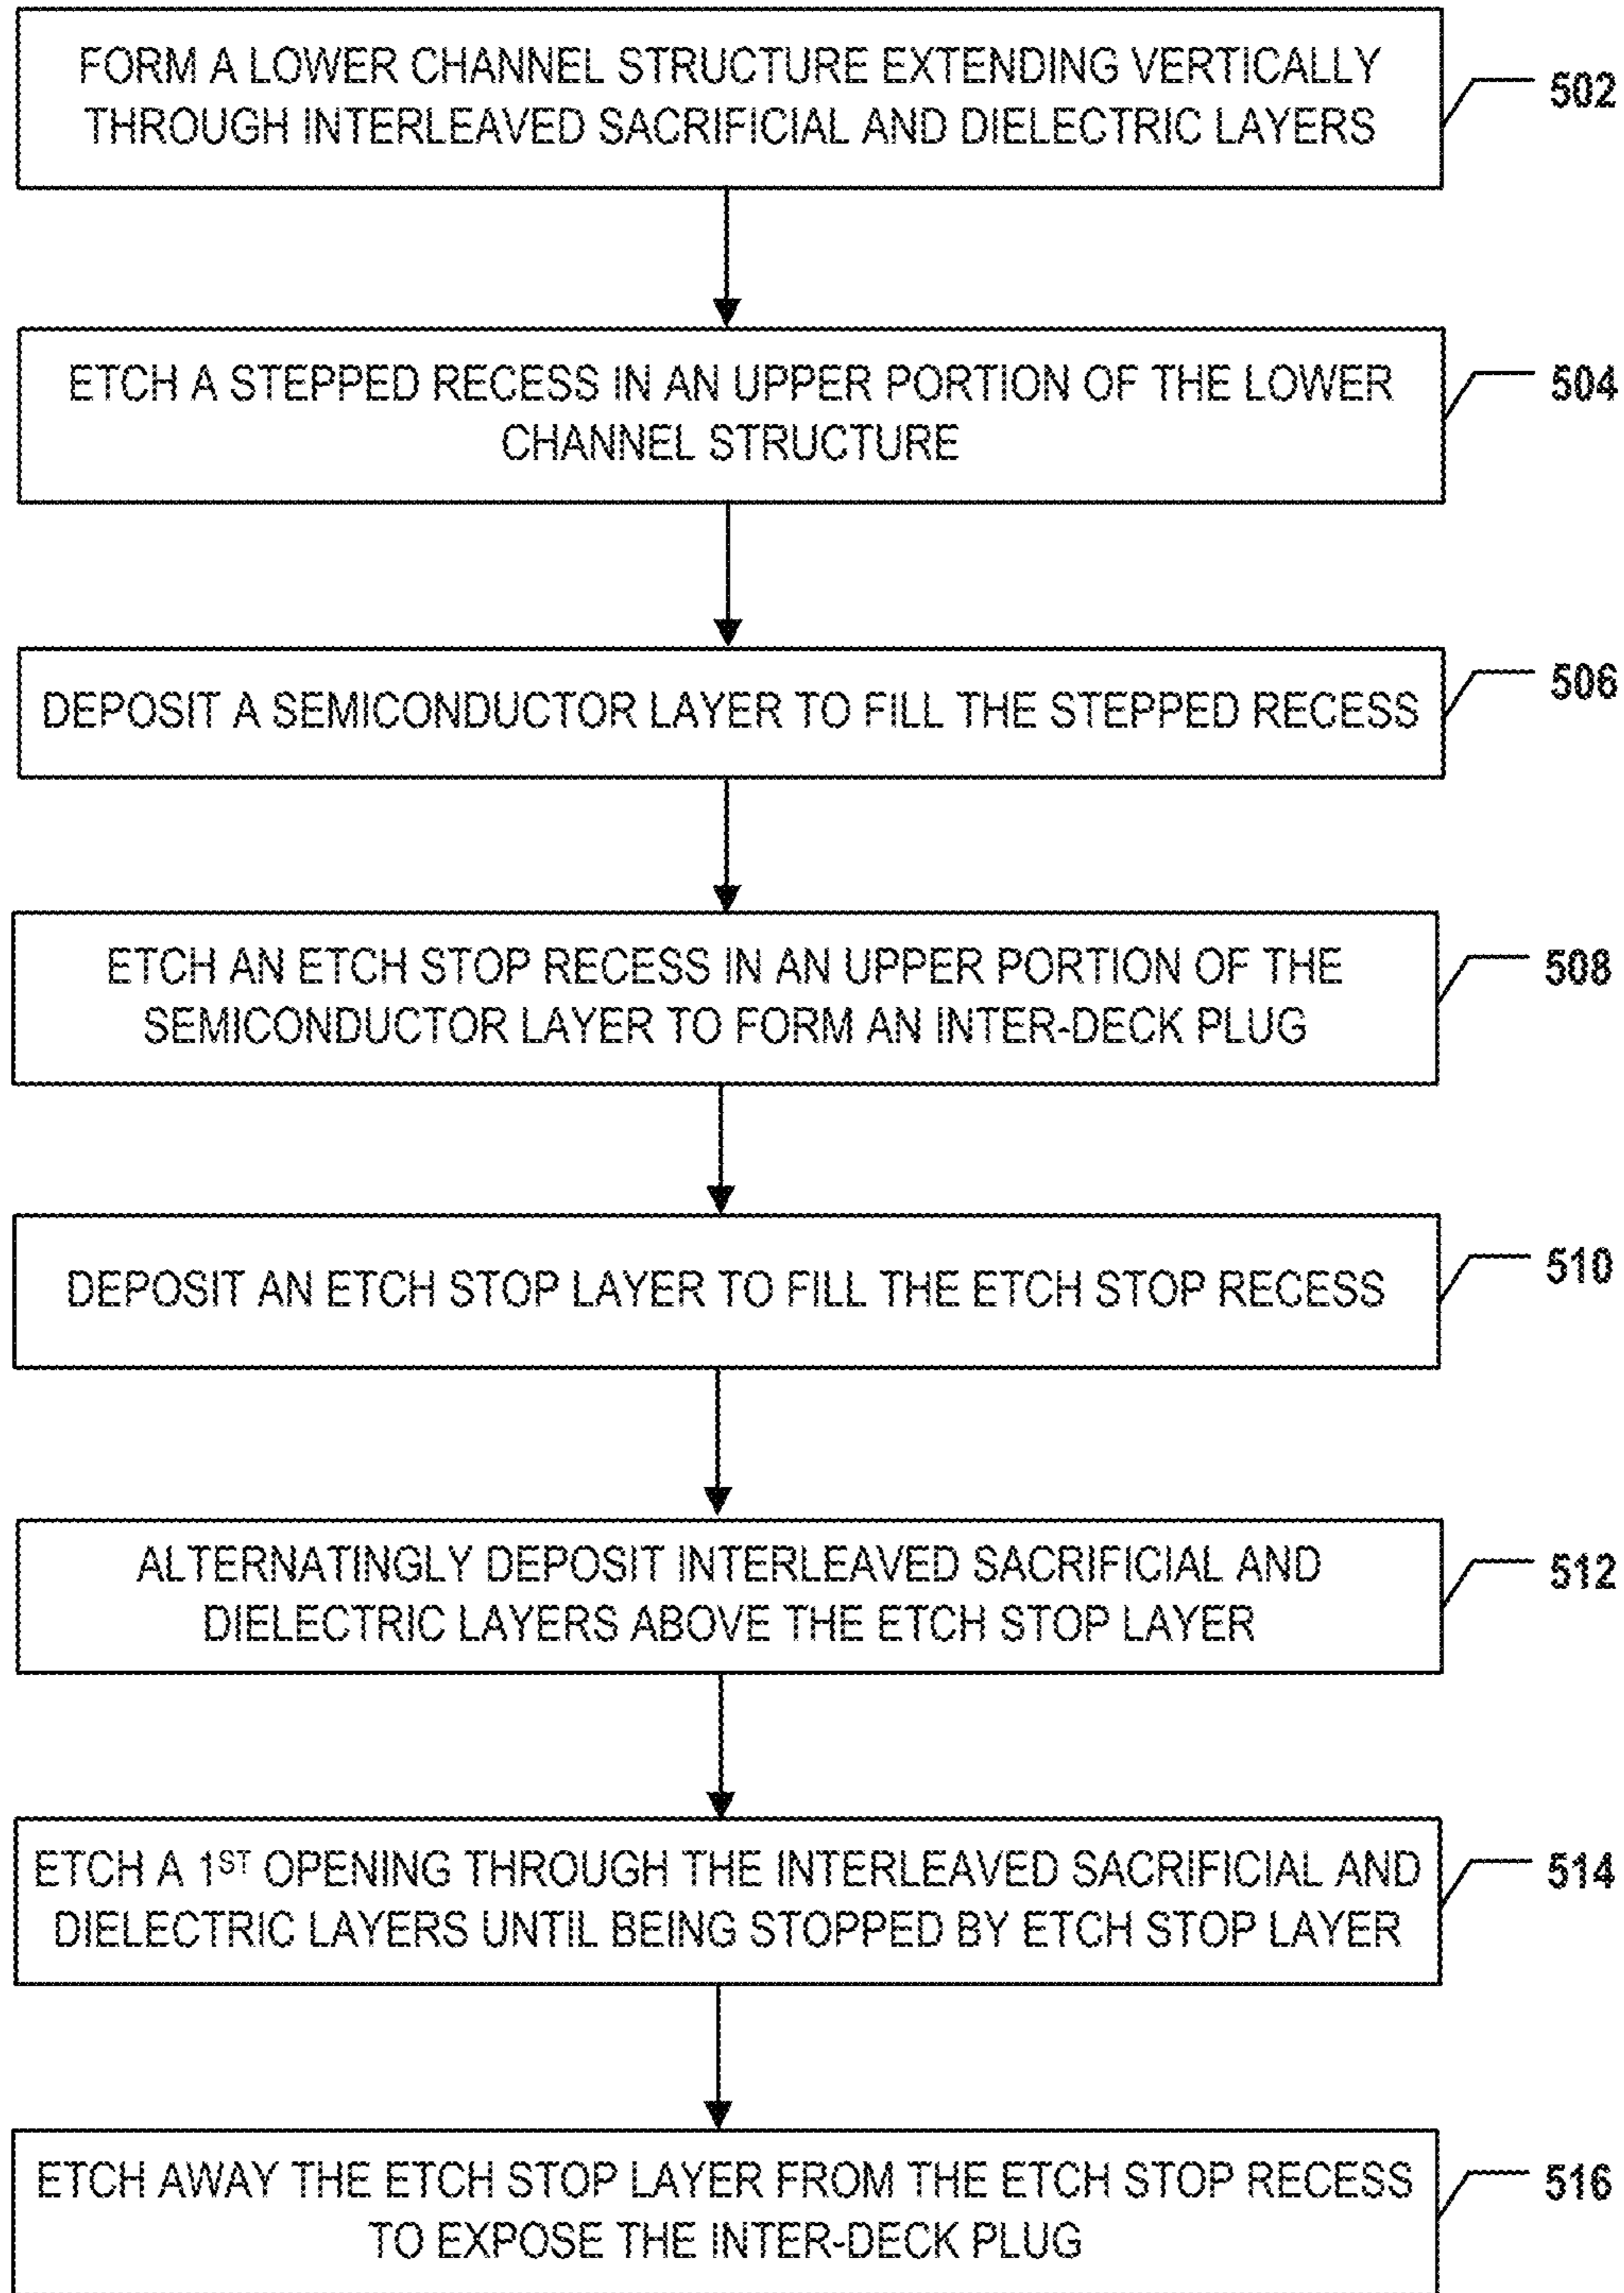 FORM A LOWER CHANNEL STRUCTURE EXTENDING VERTICALLY
THROUGH INTERLEAVED SACRIFICIAL AND DIELECTRIC LAYERS
502
ETCH A STEPPED RECESS IN AN UPPER PORTION OF THE LOWER
CHANNEL STRUCTURE
504
DEPOSIT A SEMICONDUCTOR LAYER TO FILL THE STEPPED RECESS
506
ETCH AN ETCH STOP RECESS IN AN UPPER PORTION OF THE
SEMICONDUCTOR LAYER TO FORM AN INTER-DECK PLUG
508
DEPOSIT AN ETCH STOP LAYER TO FILL THE ETCH STOP RECESS
510
ALTERNATINGLY DEPOSIT INTERLEAVED SACRIFICIAL AND
DIELECTRIC LAYERS ABOVE THE ETCH STOP LAYER
512
ETCH A 1ST OPENING THROUGH THE INTERLEAVED SACRIFICIAL AND
DIELECTRIC LAYERS UNTIL BEING STOPPED BY ETCH STOP LAYER
514
ETCH AWAY THE ETCH STOP LAYER FROM THE ETCH STOP RECESS
TO EXPOSE THE INTER-DECK PLUG
516